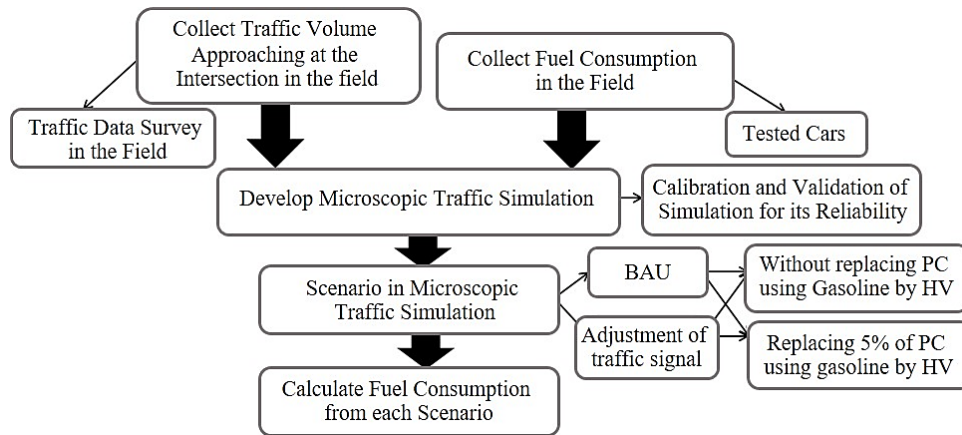 Collect Traffic Volume
Approaching at the
Intersection in the field
Collect Fuel Consumption
in the Field
Traffic Data Survey
in the Field
Tested Cars
Develop Microscopic Traffic Simulation
Calibration and Validation of
Simulation for its Reliability
Scenario in Microscopic
Traffic Simulation
BAU
Adjustment of
traffic signal
Without replacing PC
using Gasoline by HV
Replacing 5% of PC
using gasoline by HV
Calculate Fuel Consumption
from each Scenario